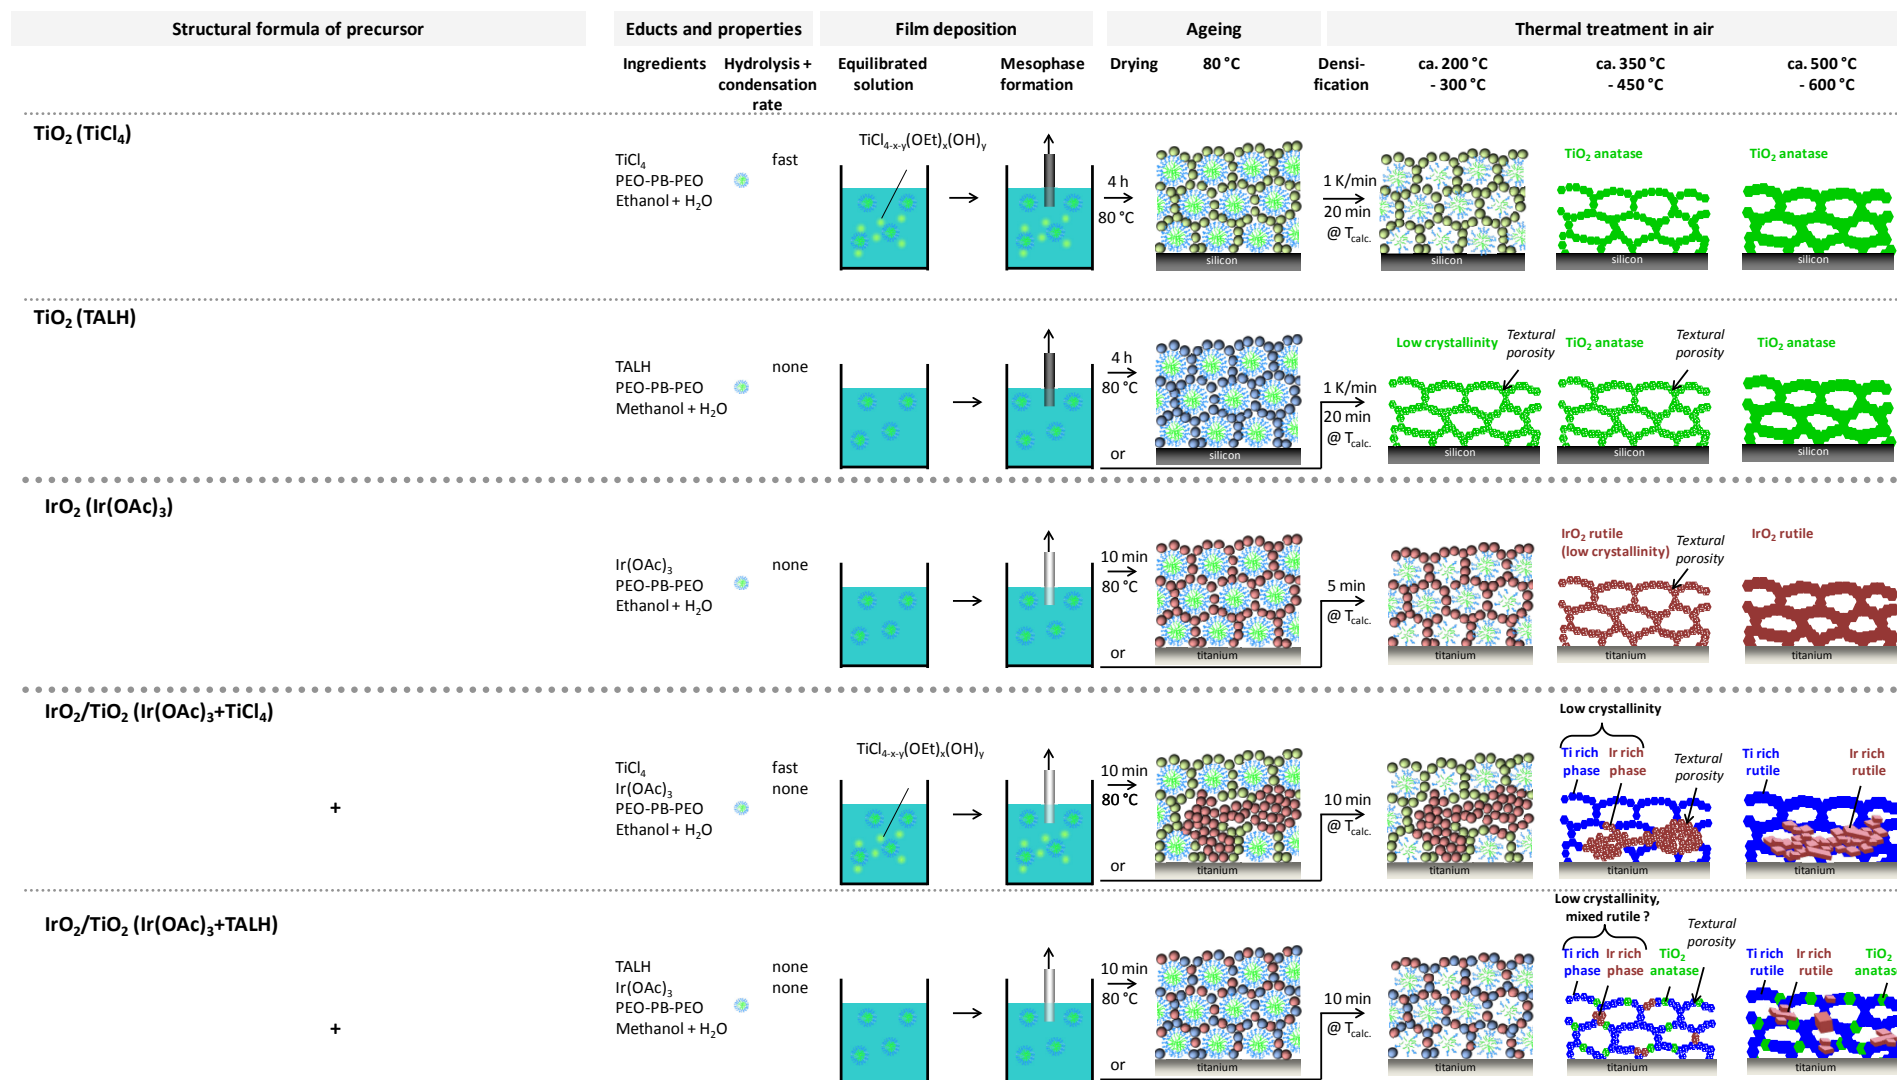 Structural formula of precursor
Educts and properties
Film deposition
Ageing
Thermal treatment in air
Ingredients
Hydrolysis + condensation rate
Equilibrated solution
Mesophase formation
Drying
80 °C
Densi-fication
ca. 200 °C - 300 °C
ca. 350 °C - 450 °C
ca. 500 °C - 600 °C
TiO2 (TiCl4)
TiCl4
PEO-PB-PEO
Ethanol + H2O
fast
TiCl4-x-y(OEt)x(OH)y
4 h
80 °C
silicon
1 K/min
20 min
@ Tcalc.
silicon
TiO2 anatase
silicon
TiO2 anatase
silicon
TiO2 (TALH)
TALH
PEO-PB-PEO
Methanol + H2O
none
4 h
80 °C
or
silicon
1 K/min
20 min
@ Tcalc.
Low crystallinity
Textural porosity
silicon
TiO2 anatase
Textural porosity
silicon
TiO2 anatase
silicon
IrO2 (Ir(OAc)3)
Ir(OAc)3
PEO-PB-PEO
Ethanol + H2O
none
10 min
80 °C
or
titanium
5 min
@ Tcalc.
titanium
IrO2 rutile
(low crystallinity)
Textural porosity
titanium
IrO2 rutile
titanium
IrO2/TiO2 (Ir(OAc)3+TiCl4)
+
TiCl4
Ir(OAc)3
PEO-PB-PEO
Ethanol + H2O
fast
none
TiCl4-x-y(OEt)x(OH)y
10 min
80 °C
or
titanium
10 min
@ Tcalc.
titanium
Low crystallinity
Ti rich phase
Ir rich phase
Textural porosity
titanium
Ti rich rutile
Ir rich rutile
titanium
IrO2/TiO2 (Ir(OAc)3+TALH)
+
TALH
Ir(OAc)3
PEO-PB-PEO
Methanol + H2O
none
none
10 min
80 °C
or
titanium
10 min
@ Tcalc.
titanium
Low crystallinity,
mixed rutile ?
Ti rich phase
Ir rich phase
TiO2 anatase
Textural porosity
titanium
Ti rich rutile
Ir rich rutile
TiO2 anatase
titanium